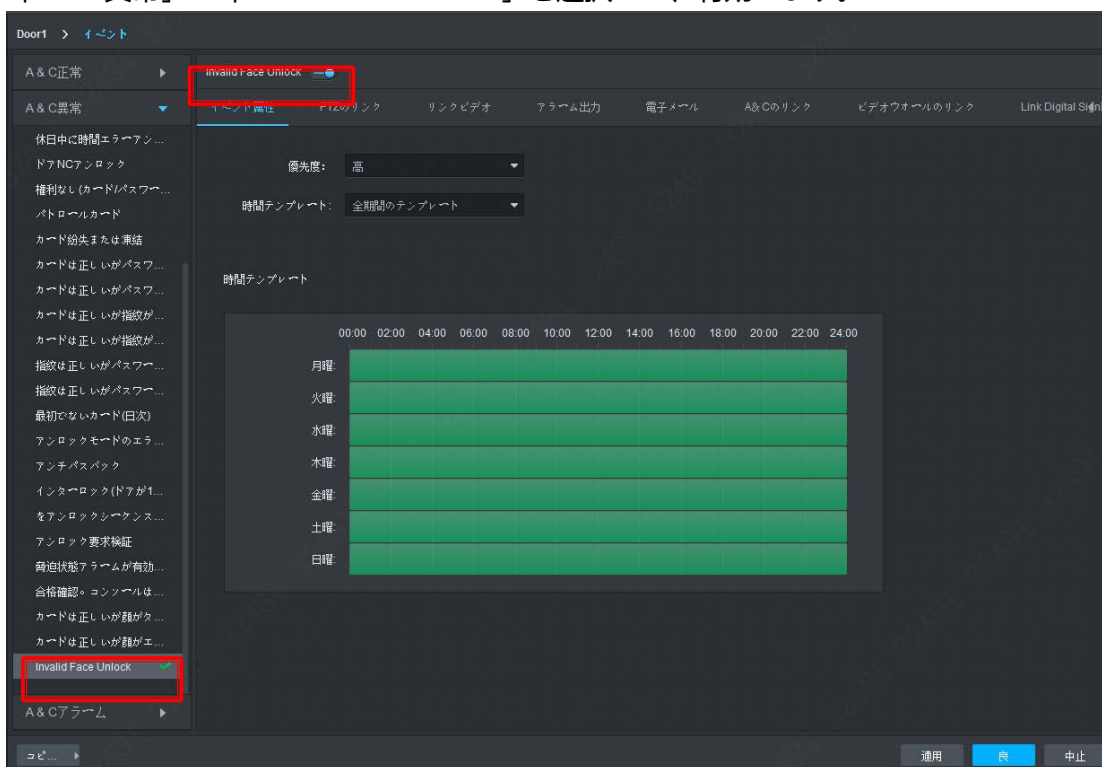 Door1 > イベント
A & C正常
Invalid Face Unlock
A & C異常
イベント属性 PTZのリンク リンクビデオ アラーム出力 電子メール A& Cのリンク ビデオウオールのリンク Link Digital Signi
休日中に時間エラーアン...
ドアNCアンロック
権利なし(カード/パスワー...
パトロールカード
カード紛失または凍結
カードは正しいがパスワ...
カードは正しいがパスワ...
カードは正しいが指紋が...
カードは正しいが指紋が...
指紋は正しいがパスワー...
指紋は正しいがパスワー...
最初でないカード(日次)
アンロックモードのエラ...
アンチパスバック
インターロック(ドアが1...
をアンロックシーケンス...
アンロック要求検証
脅迫状態アラームが有効...
合格確認。コンソールは...
カードは正しいが顔がタ...
カードは正しいが顔がエ...
Invalid Face Unlock
A & Cアラーム
優先度: 高
時間テンプレート: 全期間のテンプレート
時間テンプレート
00:00 02:00 04:00 06:00 08:00 10:00 12:00 14:00 16:00 18:00 20:00 22:00 24:00
月曜:
火曜:
水曜:
木曜:
金曜:
土曜:
日曜:
コピ... 適用 良 中止